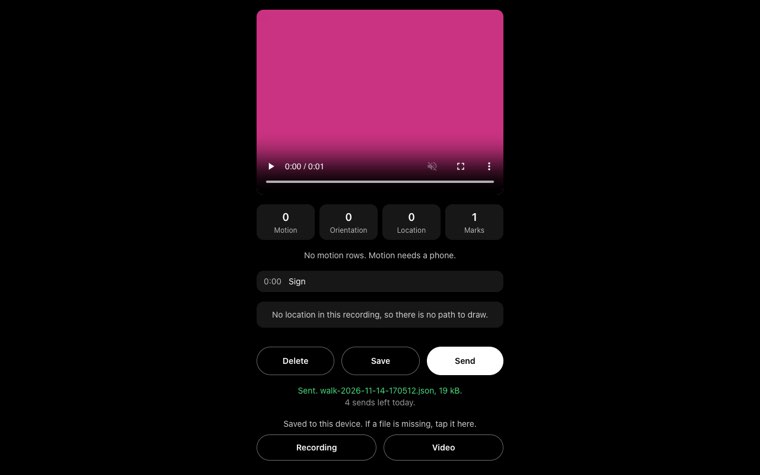 0:00 / 0:01
0 0 0 1
Motion Orientation Location Marks
No motion rows. Motion needs a phone.
0:00 Sign
No location in this recording, so there is no path to draw.
Delete Save Send
Sent. walk-2026-11-14-170512.json, 19 kB.
4 sends left today.
Saved to this device. If a file is missing, tap it here.
Recording Video